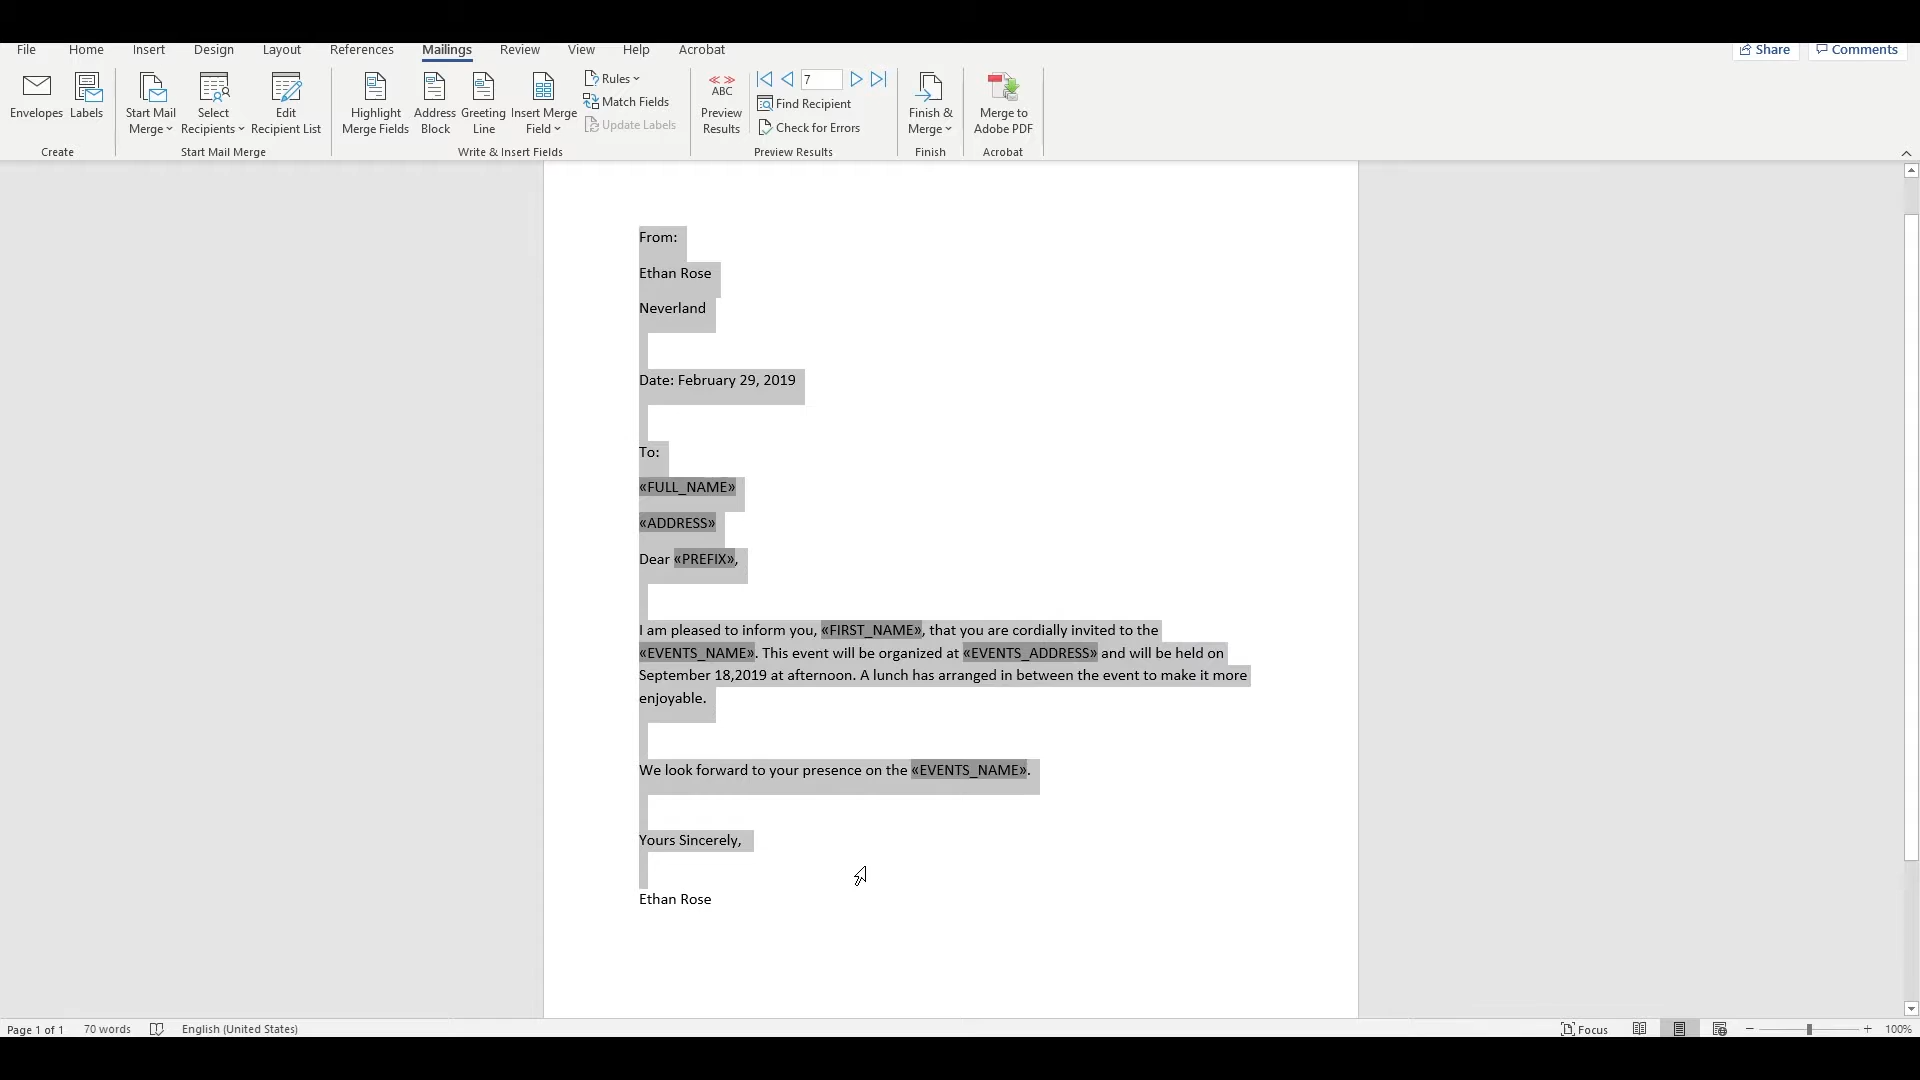 File Home Insert Design Layout References Mailings Review View Help Acrobat Share Comments
Envelopes Labels
Create
Start Mail Merge Select Recipients Edit Recipient List
Start Mail Merge
Highlight Merge Fields Address Block Greeting Line Insert Merge Field
Rules
Match Fields
Update Labels
Write & Insert Fields
ABC
Preview Results
7
Find Recipient
Check for Errors
Preview Results
Finish & Merge
Finish
Merge to Adobe PDF
Acrobat
From:
Ethan Rose
Neverland
Date: February 29, 2019
To:
«FULL_NAME»
«ADDRESS»
Dear «PREFIX»,
I am pleased to inform you, «FIRST_NAME», that you are cordially invited to the
«EVENTS_NAME». This event will be organized at «EVENTS_ADDRESS» and will be held on
September 18,2019 at afternoon. A lunch has arranged in between the event to make it more
enjoyable.
We look forward to your presence on the «EVENTS_NAME».
Yours Sincerely,
Ethan Rose
Page 1 of 1 70 words English (United States) Focus 100%